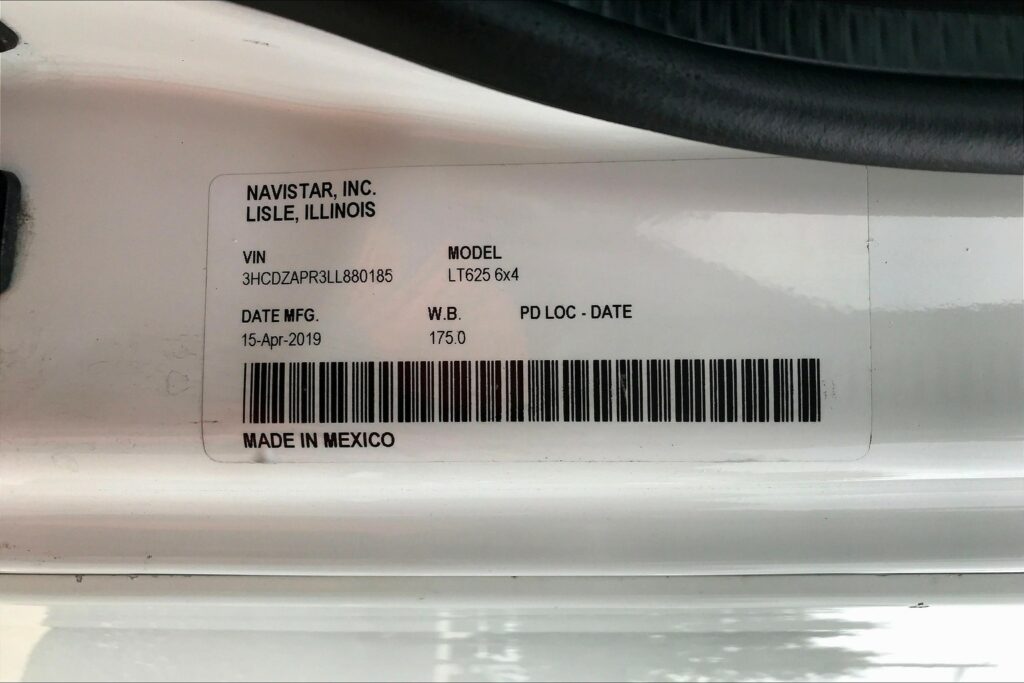 NAVISTAR, INC.
LISLE, ILLINOIS
VIN MODEL
3HCDZAPR3LL880185 LT625 6x4
DATE MFG. W.B. PD LOC - DATE
15-Apr-2019 175.0
MADE IN MEXICO